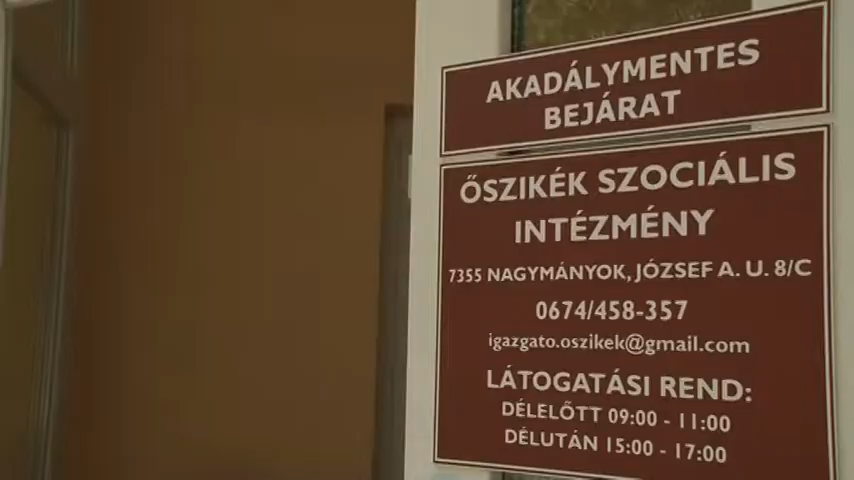 AKADÁLYMENTES
BEJÁRAT
ŐSZIKÉK SZOCIÁLIS
INTÉZMÉNY
7355 NAGYMÁNYOK, JÓZSEF A. U. 8/C
0674/458-357
igazgato.oszikek@gmail.com
LÁTOGATÁSI REND:
DÉLELŐTT 09:00 - 11:00
DÉLUTÁN 15:00 - 17:00